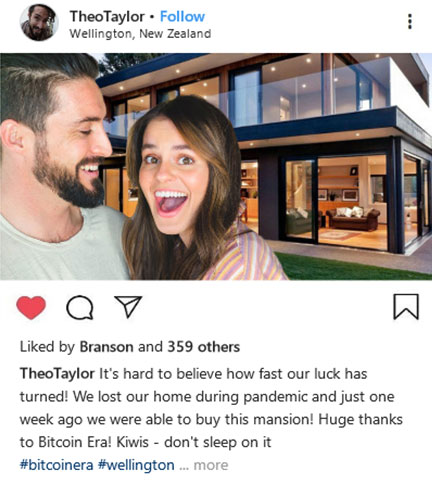 TheoTaylor • Follow
Wellington, New Zealand
Liked by Branson and 359 others
TheoTaylor It's hard to believe how fast our luck has
turned! We lost our home during pandemic and just one
week ago we were able to buy this mansion! Huge thanks
to Bitcoin Era! Kiwis - don't sleep on it
#bitcoinera #wellington ... more